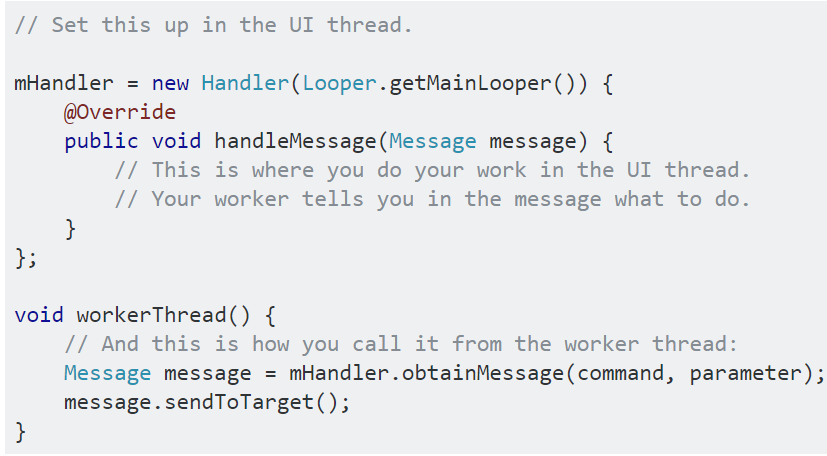 // Set this up in the UI thread.

mHandler = new Handler(Looper.getMainLooper()) {
    @Override
    public void handleMessage(Message message) {
        // This is where you do your work in the UI thread.
        // Your worker tells you in the message what to do.
    }
};

void workerThread() {
    // And this is how you call it from the worker thread:
    Message message = mHandler.obtainMessage(command, parameter);
    message.sendToTarget();
}